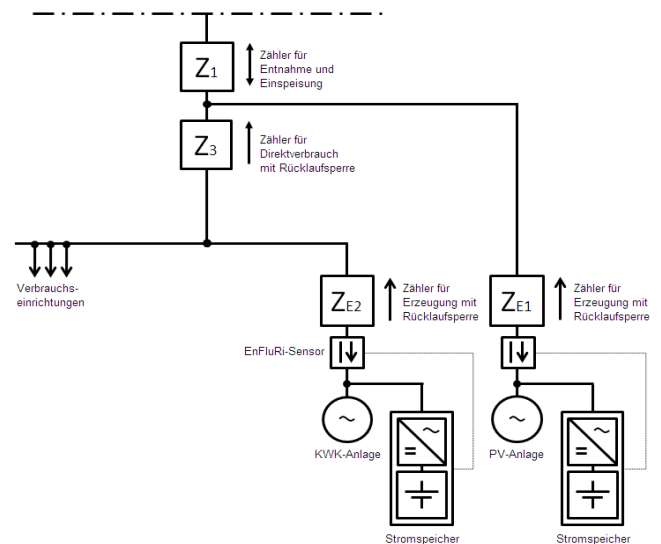 Z1
Zähler für
Entnahme und
Einspeisung
Z3
Zähler für
Direktverbrauch
mit Rücklaufsperre
Verbrauchs-
einrichtungen
ZE2
Zähler für
Erzeugung mit
Rücklaufsperre
ZE1
Zähler für
Erzeugung mit
Rücklaufsperre
EnFluRi-Sensor
KWK-Anlage
PV-Anlage
Stromspeicher
Stromspeicher